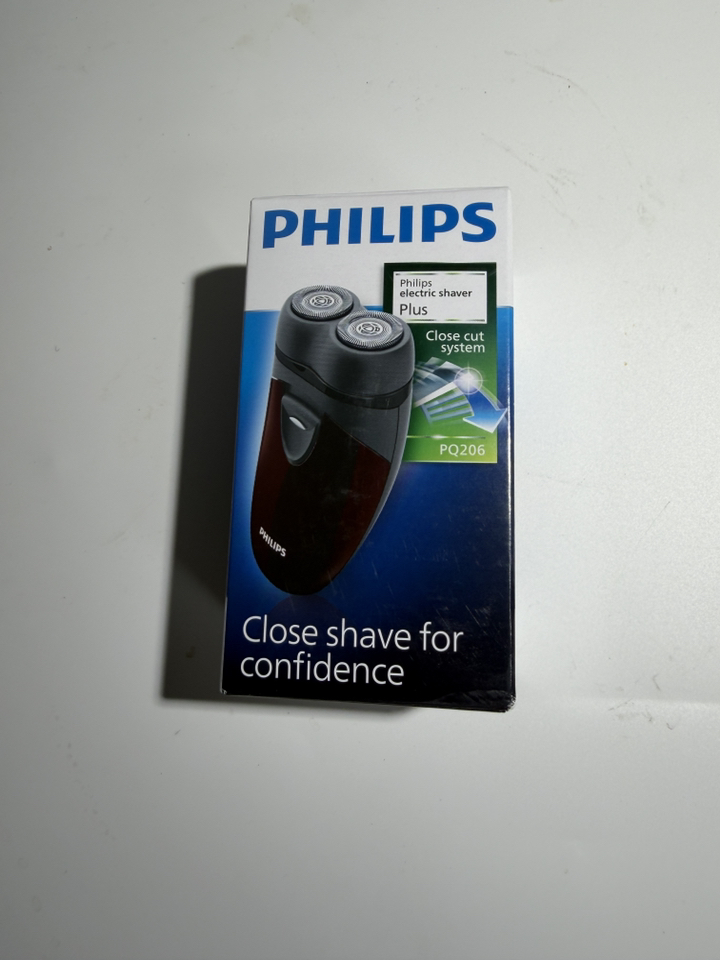 PHILIPS
Philips
electric shaver
Plus
Close cut
system
PQ206
PHILIPS
Close shave for
confidence